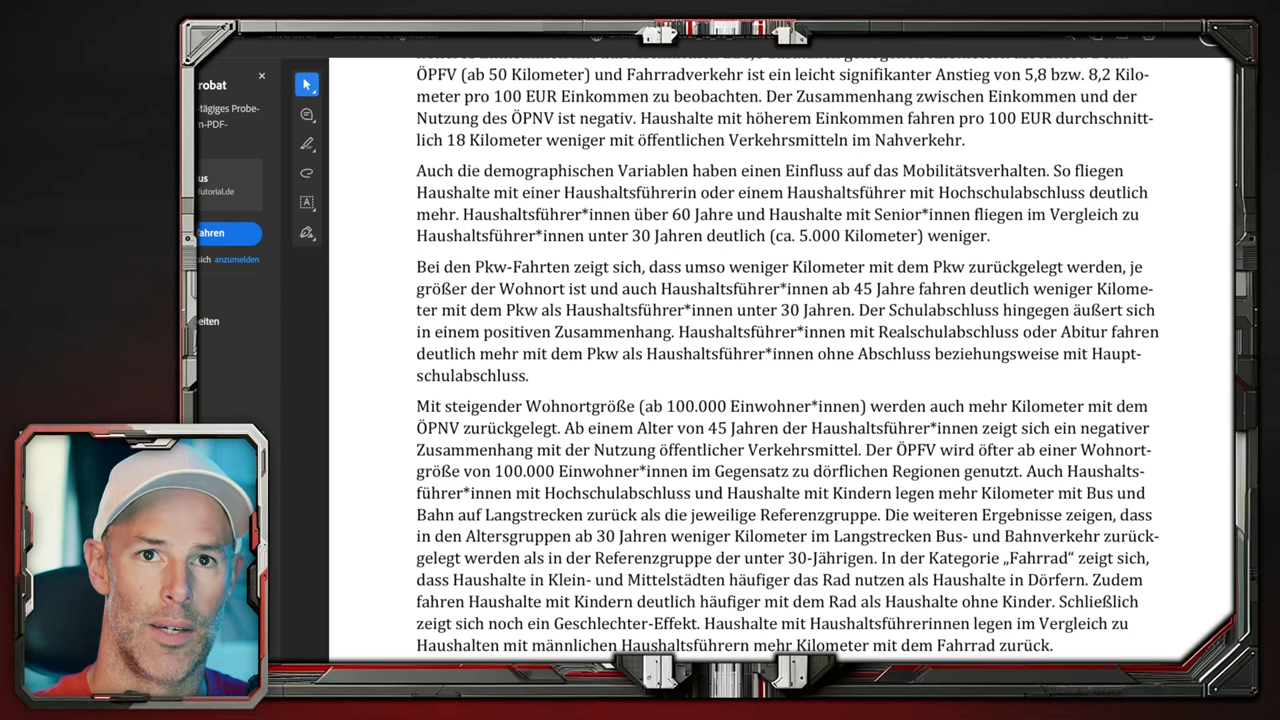 robat
-tägiges Probe-
n-PDF-
us
utorial.de
ahren
sich anzumelden
eiten
ÖPFV (ab 50 Kilometer) und Fahrradverkehr ist ein leicht signifikanter Anstieg von 5,8 bzw. 8,2 Kilo-
meter pro 100 EUR Einkommen zu beobachten. Der Zusammenhang zwischen Einkommen und der
Nutzung des ÖPNV ist negativ. Haushalte mit höherem Einkommen fahren pro 100 EUR durchschnitt-
lich 18 Kilometer weniger mit öffentlichen Verkehrsmitteln im Nahverkehr.
Auch die demographischen Variablen haben einen Einfluss auf das Mobilitätsverhalten. So fliegen
Haushalte mit einer Haushaltsführerin oder einem Haushaltsführer mit Hochschulabschluss deutlich
mehr. Haushaltsführer*innen über 60 Jahre und Haushalte mit Senior*innen fliegen im Vergleich zu
Haushaltsführer*innen unter 30 Jahren deutlich (ca. 5.000 Kilometer) weniger.
Bei den Pkw-Fahrten zeigt sich, dass umso weniger Kilometer mit dem Pkw zurückgelegt werden, je
größer der Wohnort ist und auch Haushaltsführer*innen ab 45 Jahre fahren deutlich weniger Kilome-
ter mit dem Pkw als Haushaltsführer*innen unter 30 Jahren. Der Schulabschluss hingegen äußert sich
in einem positiven Zusammenhang. Haushaltsführer*innen mit Realschulabschluss oder Abitur fahren
deutlich mehr mit dem Pkw als Haushaltsführer*innen ohne Abschluss beziehungsweise mit Haupt-
schulabschluss.
Mit steigender Wohnortgröße (ab 100.000 Einwohner*innen) werden auch mehr Kilometer mit dem
ÖPNV zurückgelegt. Ab einem Alter von 45 Jahren der Haushaltsführer*innen zeigt sich ein negativer
Zusammenhang mit der Nutzung öffentlicher Verkehrsmittel. Der ÖPFV wird öfter ab einer Wohnort-
größe von 100.000 Einwohner*innen im Gegensatz zu dörflichen Regionen genutzt. Auch Haushalts-
führer*innen mit Hochschulabschluss und Haushalte mit Kindern legen mehr Kilometer mit Bus und
Bahn auf Langstrecken zurück als die jeweilige Referenzgruppe. Die weiteren Ergebnisse zeigen, dass
in den Altersgruppen ab 30 Jahren weniger Kilometer im Langstrecken Bus- und Bahnverkehr zurück-
gelegt werden als in der Referenzgruppe der unter 30-Jährigen. In der Kategorie „Fahrrad“ zeigt sich,
dass Haushalte in Klein- und Mittelstädten häufiger das Rad nutzen als Haushalte in Dörfern. Zudem
fahren Haushalte mit Kindern deutlich häufiger mit dem Rad als Haushalte ohne Kinder. Schließlich
zeigt sich noch ein Geschlechter-Effekt. Haushalte mit Haushaltsführerinnen legen im Vergleich zu
Haushalten mit männlichen Haushaltsführern mehr Kilometer mit dem Fahrrad zurück.